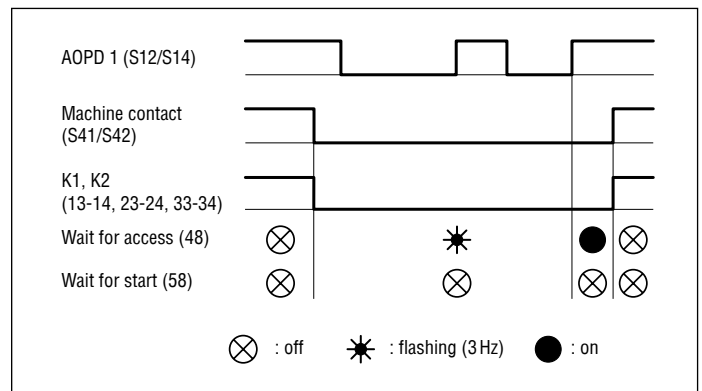 AOPD 1 (S12/S14)
Machine contact
(S41/S42)
K1, K2
(13-14, 23-24, 33-34)
Wait for access (48)
Wait for start (58)
: off
: flashing (3 Hz)
: on